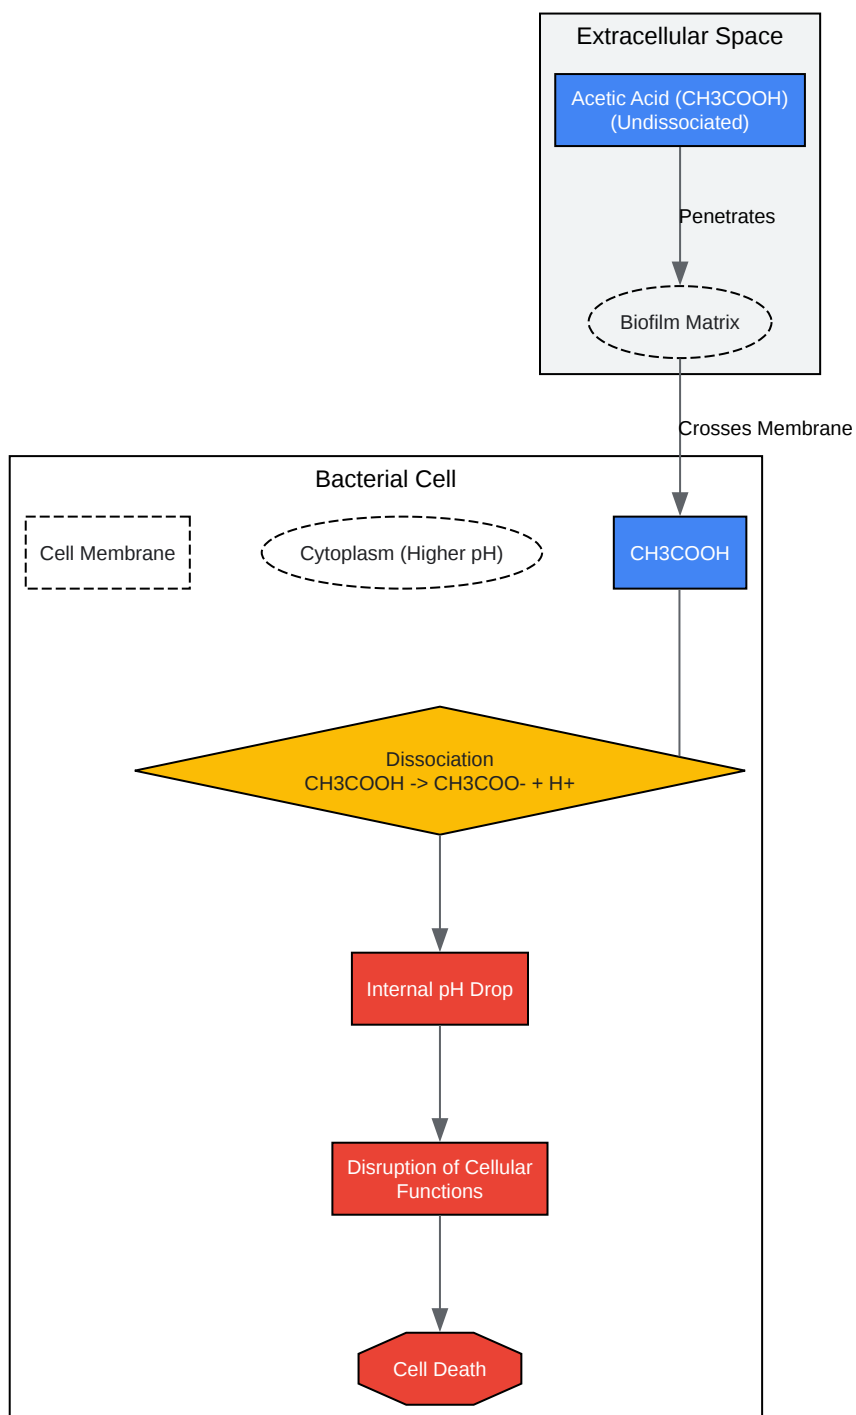 Extracellular Space
Acetic Acid (CH3COOH)
(Undissociated)
Penetrates
Biofilm Matrix
Crosses Membrane
Bacterial Cell
Cell Membrane
Cytoplasm (Higher pH)
CH3COOH
Dissociation
CH3COOH -> CH3COO- + H+
Internal pH Drop
Disruption of Cellular
Functions
Cell Death